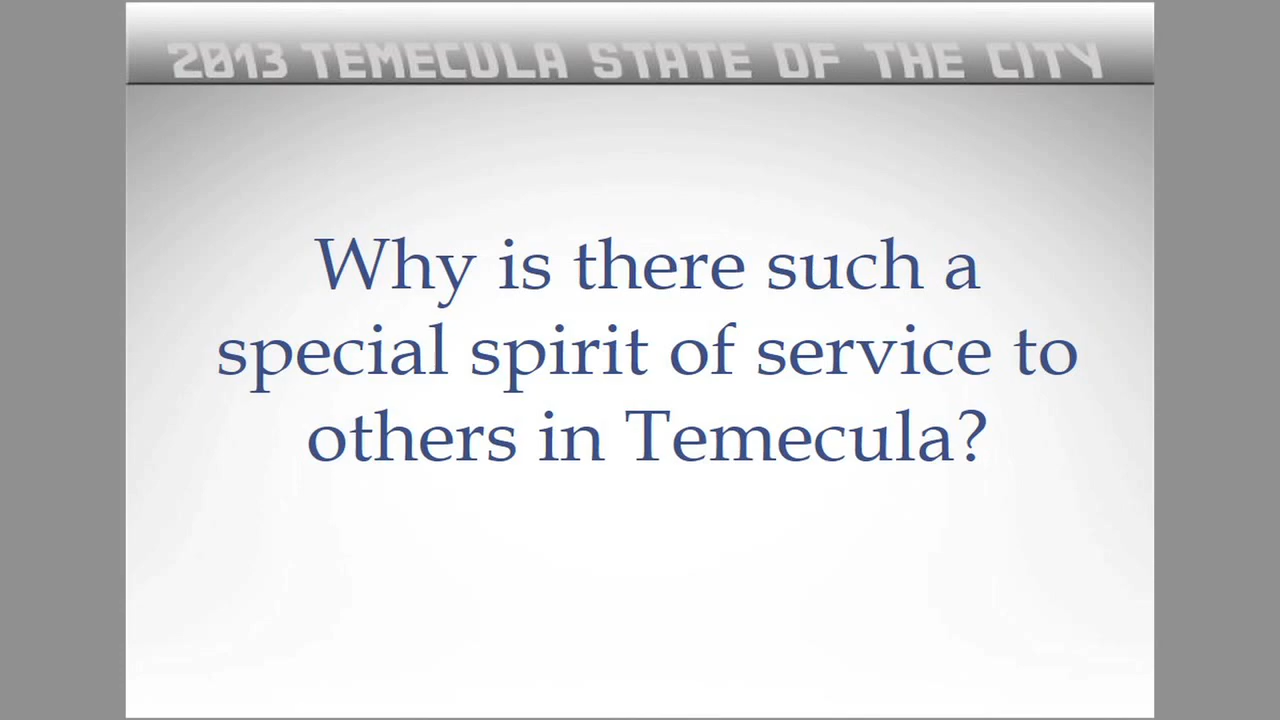 2013 TEMECULA STATE OF THE CITY
Why is there such a
special spirit of service to
others in Temecula?